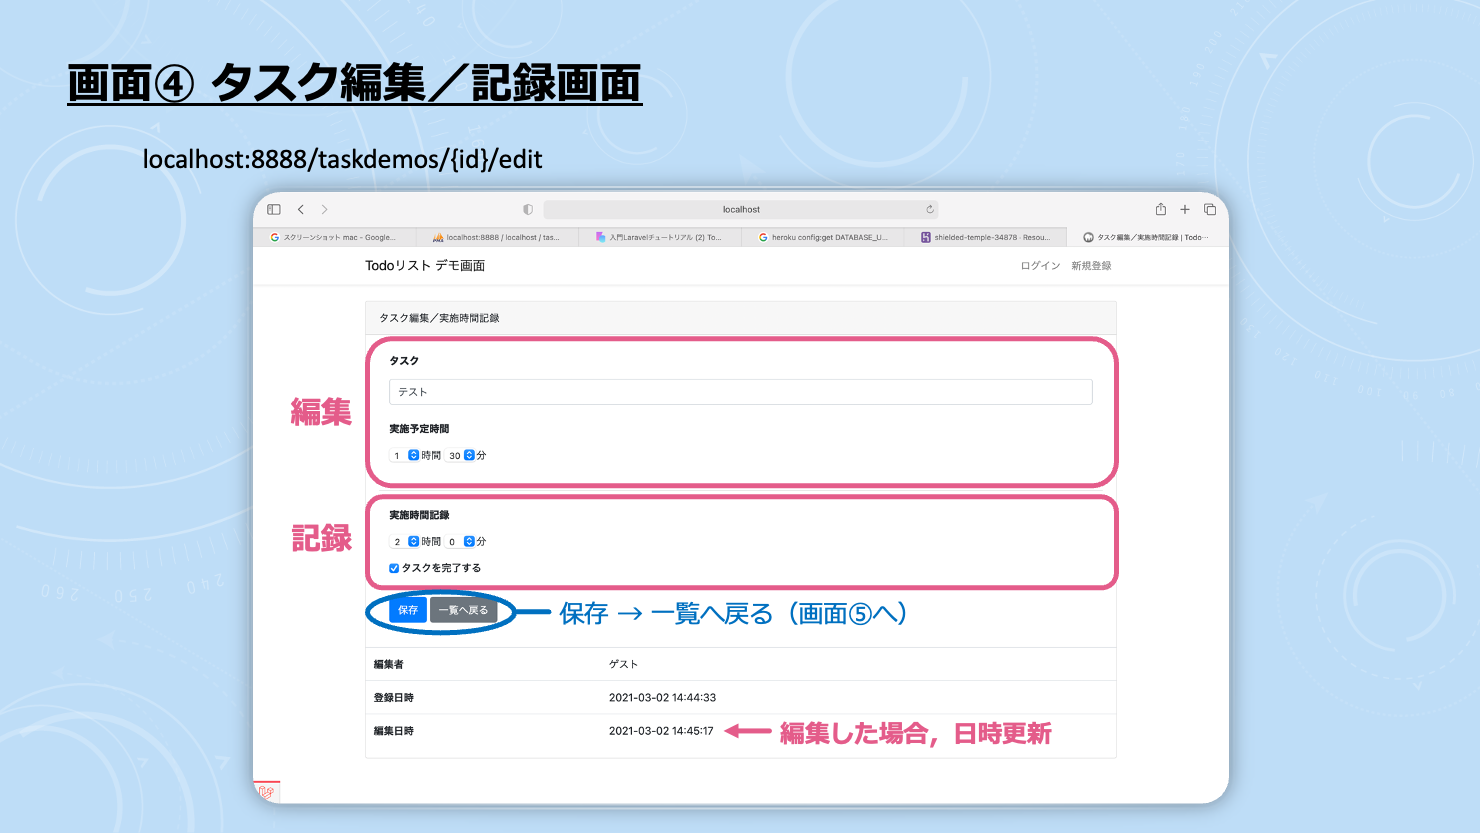 画面④ タスク編集／記録画面
localhost:8888/taskdemos/{id}/edit
localhost
スクリーンショット mac - Google...
localhost:8888 / localhost / tas...
入門Laravelチュートリアル (2) To...
heroku config:get DATABASE_U...
shielded-temple-34878 · Resou...
タスク編集／実施時間記録 | Todo...
Todoリスト デモ画面
ログイン 新規登録
タスク編集／実施時間記録
タスク
テスト
編集
実施予定時間
1 時間 30 分
実施時間記録
記録
2 時間 0 分
タスクを完了する
保存 一覧へ戻る
保存 → 一覧へ戻る（画面⑤へ）
編集者 ゲスト
登録日時 2021-03-02 14:44:33
編集日時 2021-03-02 14:45:17
編集した場合，日時更新